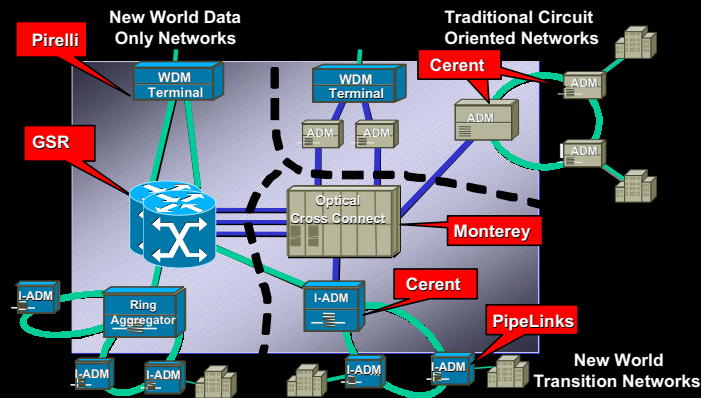 New World Data
Only Networks
Traditional Circuit
Oriented Networks
Pirelli
WDM
Terminal
WDM
Terminal
Cerent
ADM
ADM
ADM
ADM
ADM
GSR
Optical
Cross Connect
Monterey
I-ADM
Ring
Aggregator
I-ADM
Cerent
PipeLinks
I-ADM
I-ADM
I-ADM
I-ADM
New World
Transition Networks